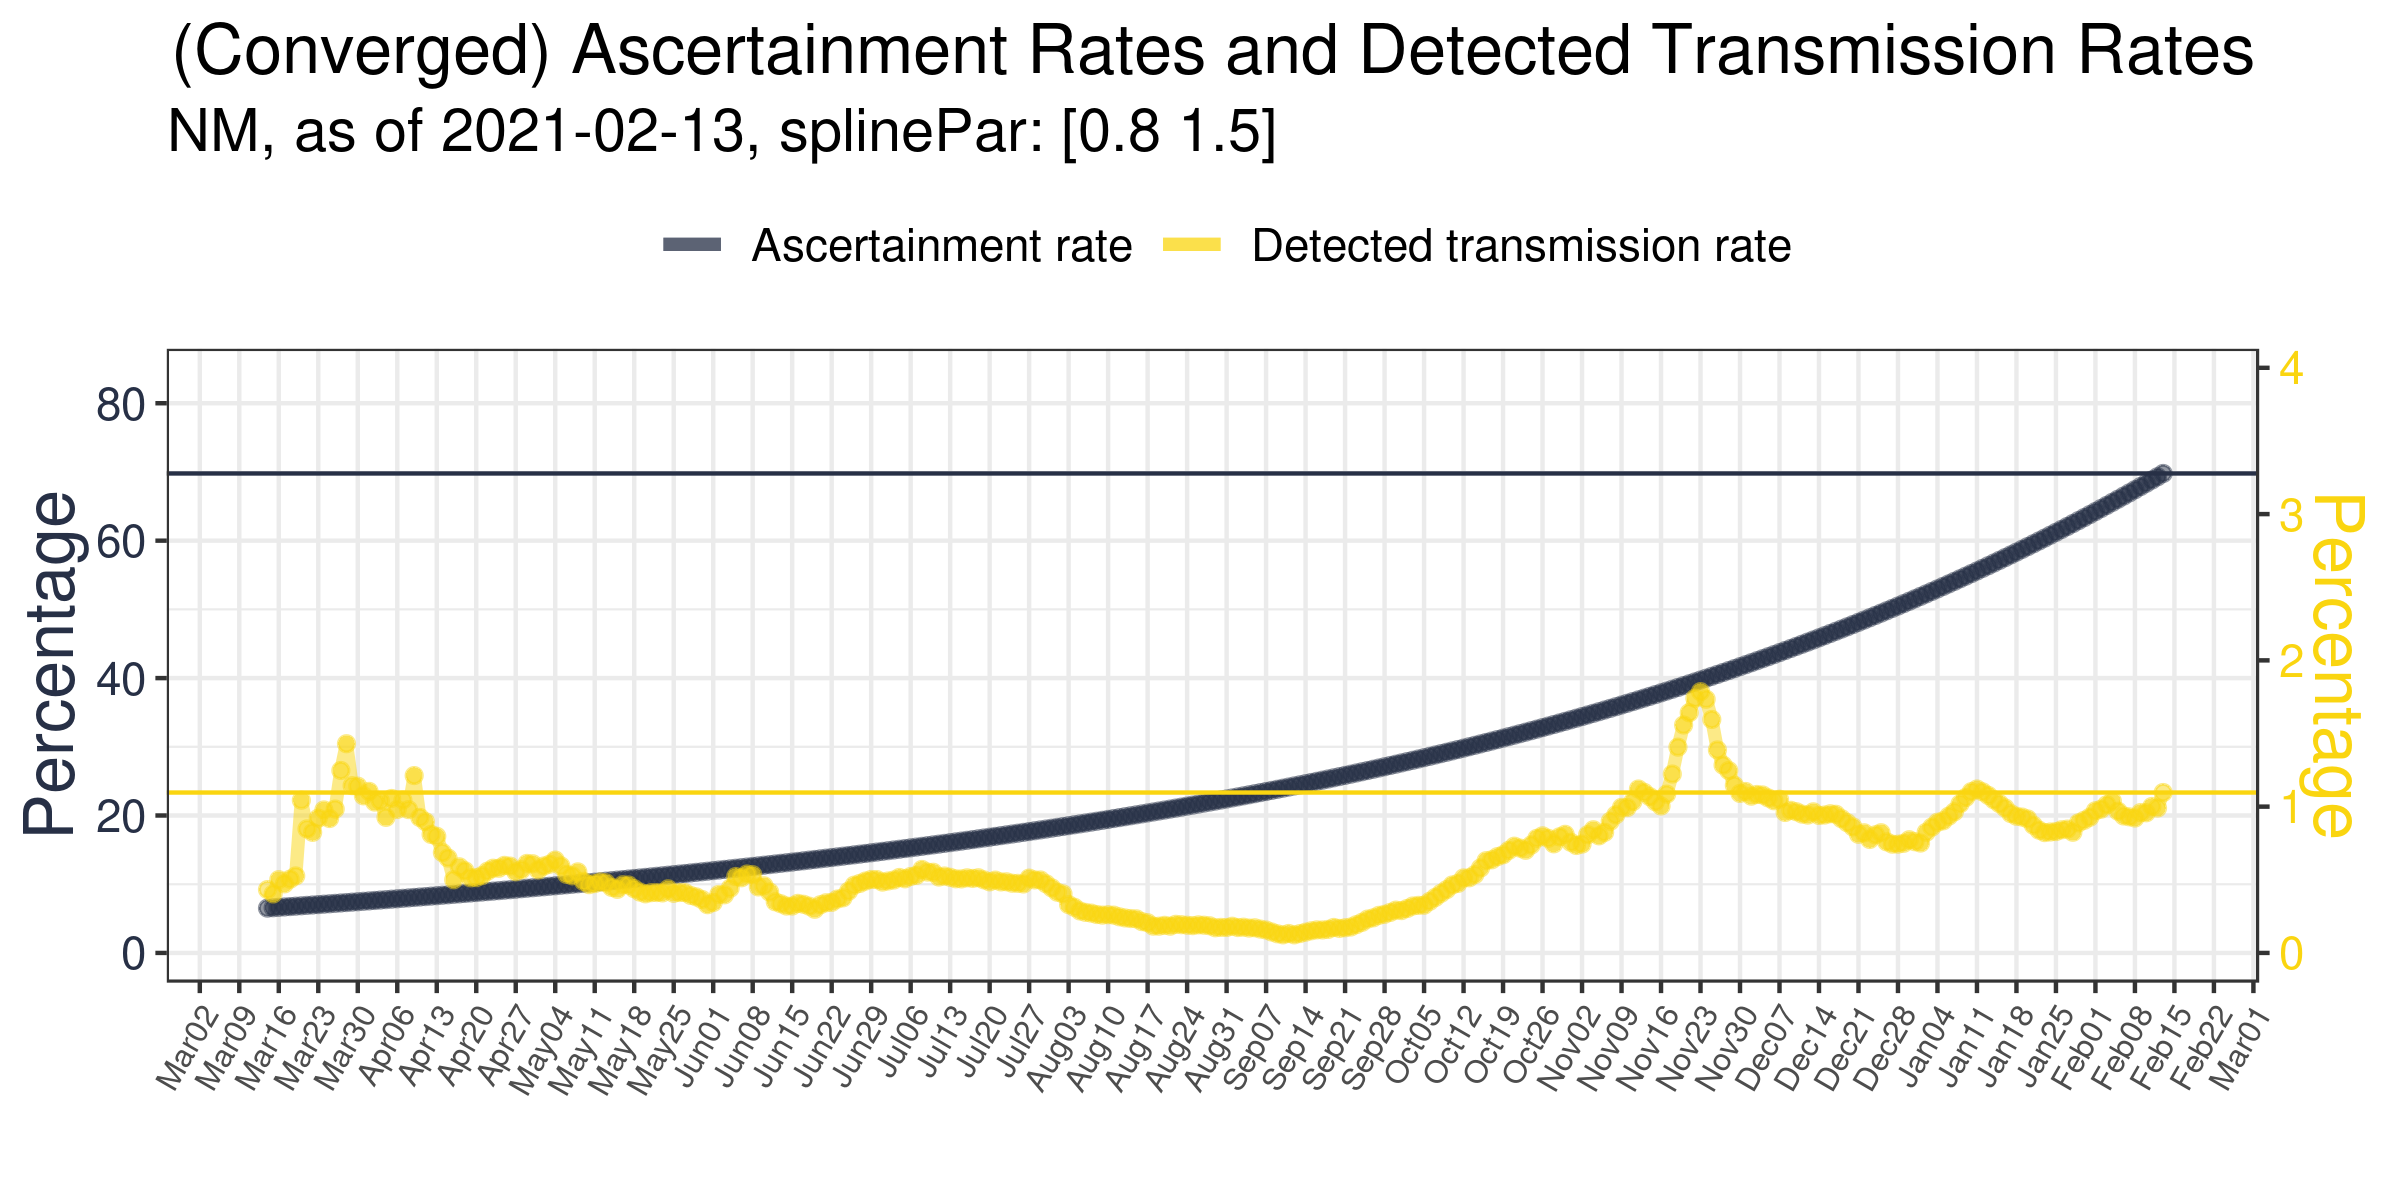 (Converged) Ascertainment Rates and Detected Transmission Rates
NM, as of 2021-02-13, splinePar: [0.8 1.5]
Ascertainment rate
Detected transmission rate
Percentage
80
60
40
20
0
4
3
2
1
0
Percentage
Mar02
Mar09
Mar16
Mar23
Mar30
Apr06
Apr13
Apr20
Apr27
May04
May11
May18
May25
Jun01
Jun08
Jun15
Jun22
Jun29
Jul06
Jul13
Jul20
Jul27
Aug03
Aug10
Aug17
Aug24
Aug31
Sep07
Sep14
Sep21
Sep28
Oct05
Oct12
Oct19
Oct26
Nov02
Nov09
Nov16
Nov23
Nov30
Dec07
Dec14
Dec21
Dec28
Jan04
Jan11
Jan18
Jan25
Feb01
Feb08
Feb15
Feb22
Mar01